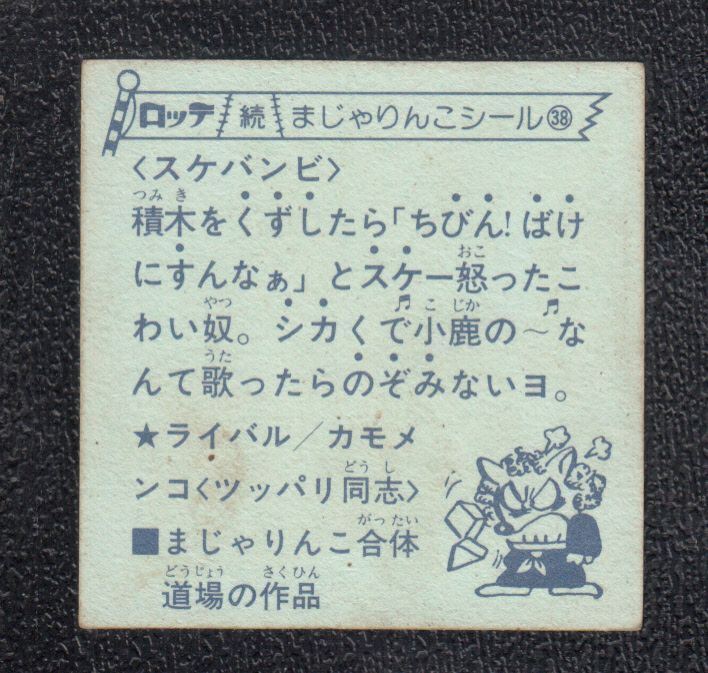 ロッテ 続 まじゃりんこシール㊳
〈スケバンビ〉
積木をくずしたら「ちびん!ばけ
にすんなぁ」とスケー怒ったこ
わい奴。シカくで小鹿の～な
んて歌ったらのぞみないヨ。
★ライバル／カモメ
ンコ〈ツッパリ同志〉
■まじゃりんこ合体
道場の作品